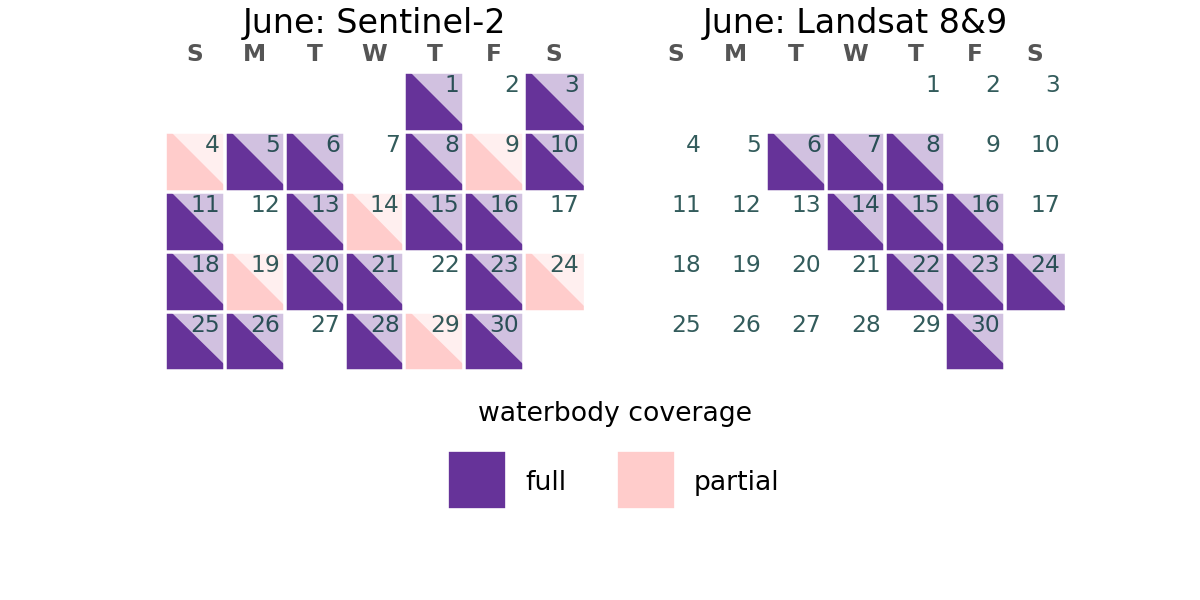 June: Sentinel-2
S M T W T F S
1 2 3
4 5 6 7 8 9 10
11 12 13 14 15 16 17
18 19 20 21 22 23 24
25 26 27 28 29 30
June: Landsat 8&9
S M T W T F S
1 2 3
4 5 6 7 8 9 10
11 12 13 14 15 16 17
18 19 20 21 22 23 24
25 26 27 28 29 30
waterbody coverage
full
partial